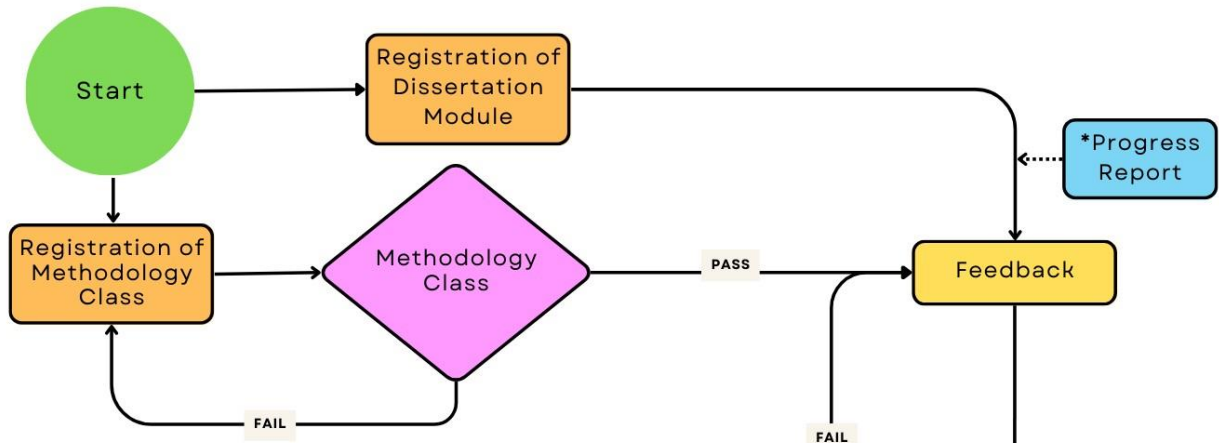 Start
Registration of
Dissertation
Module
*Progress
Report
Registration of
Methodology
Class
Methodology
Class
PASS
Feedback
FAIL
FAIL